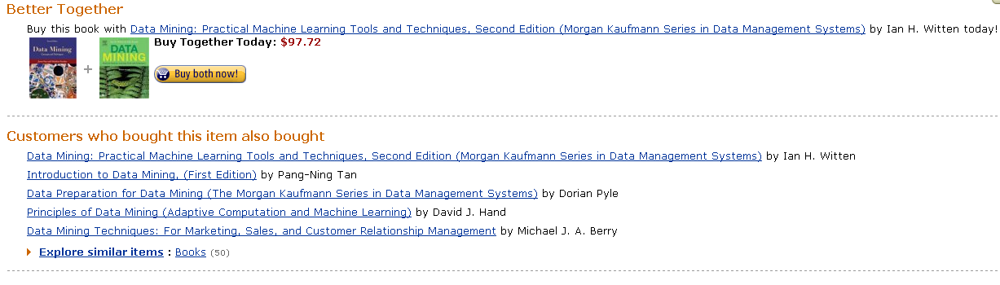 Better Together
Buy this book with Data Mining: Practical Machine Learning Tools and Techniques, Second Edition (Morgan Kaufmann Series in Data Management Systems) by Ian H. Witten today!
Buy Together Today: $97.72
Data Mining
+
DATA
MINING
Buy both now!
Customers who bought this item also bought
Data Mining: Practical Machine Learning Tools and Techniques, Second Edition (Morgan Kaufmann Series in Data Management Systems) by Ian H. Witten
Introduction to Data Mining, (First Edition) by Pang-Ning Tan
Data Preparation for Data Mining (The Morgan Kaufmann Series in Data Management Systems) by Dorian Pyle
Principles of Data Mining (Adaptive Computation and Machine Learning) by David J. Hand
Data Mining Techniques: For Marketing, Sales, and Customer Relationship Management by Michael J. A. Berry
Explore similar items : Books (50)